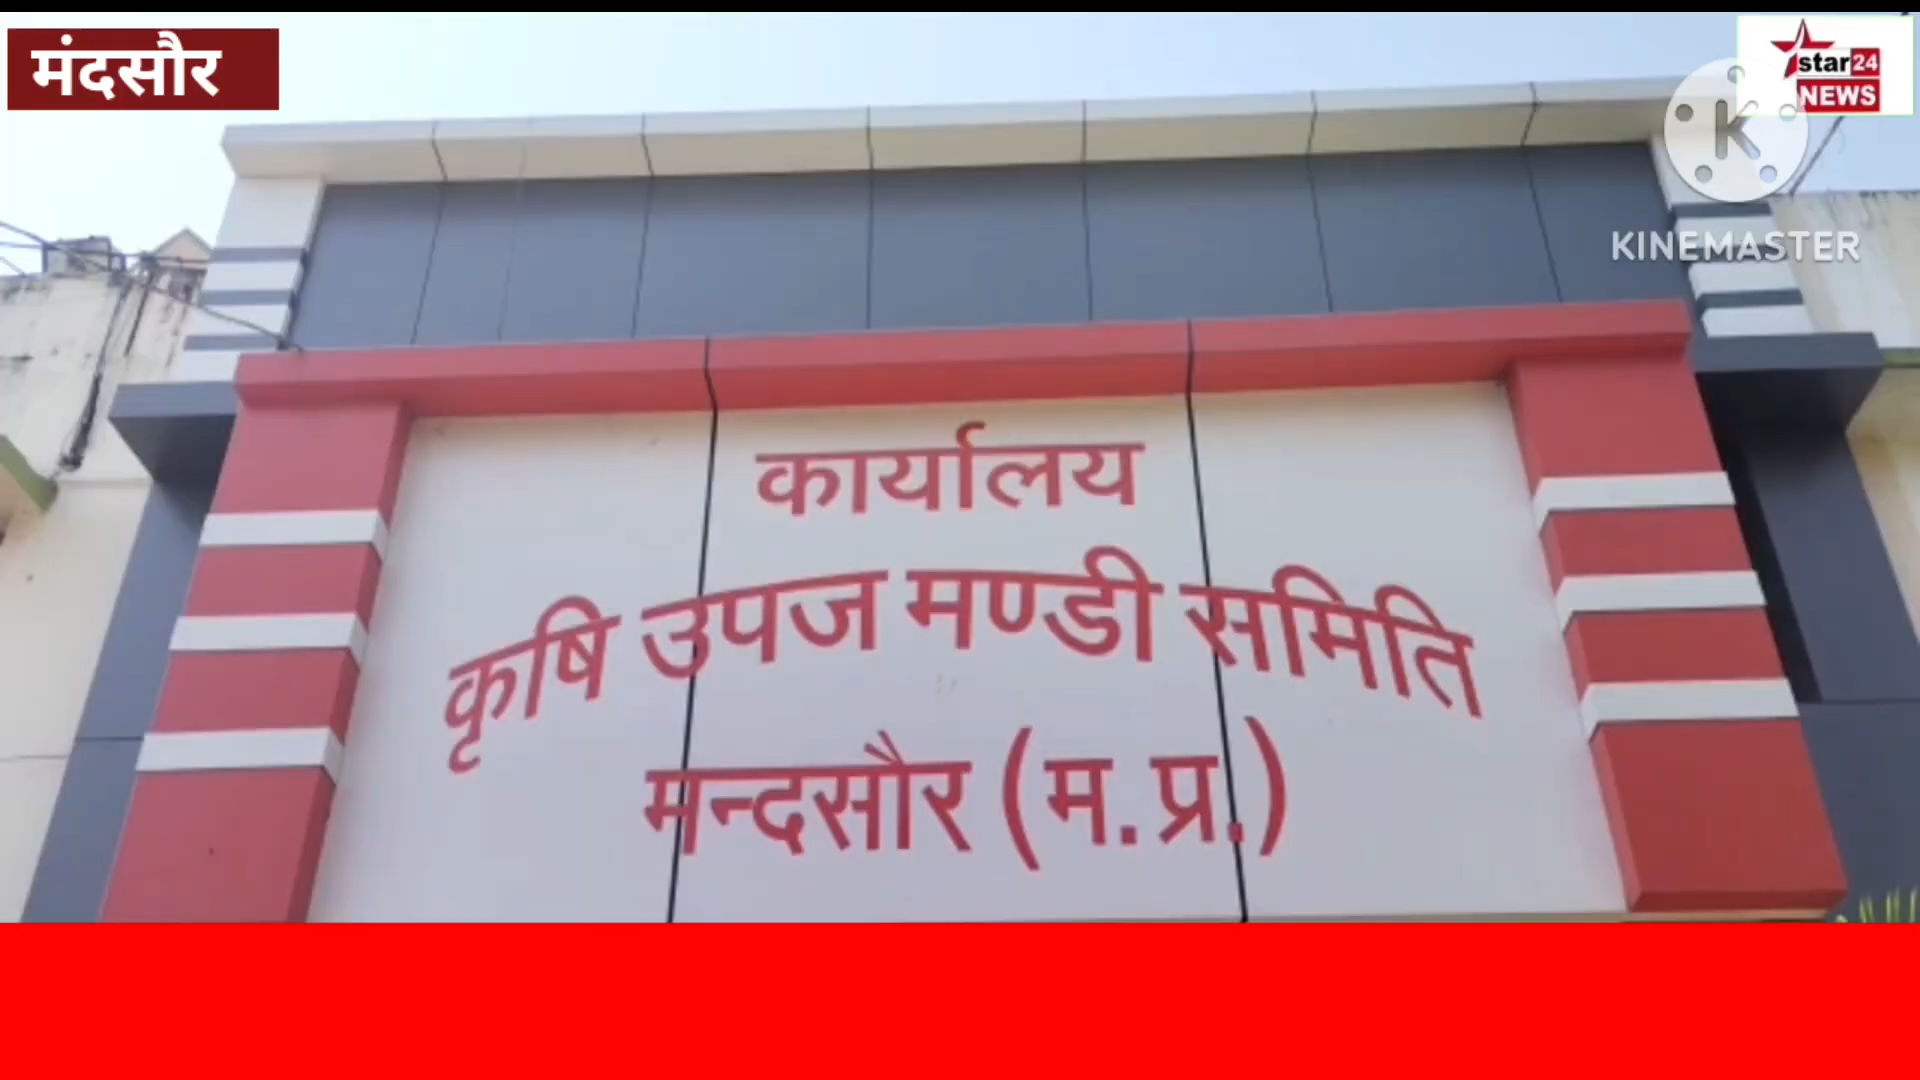 मंदसौर
star24
NEWS
K
KINEMASTER
कार्यालय
कृषि उपज मण्डी समिति
मन्दसौर (म.प्र.)